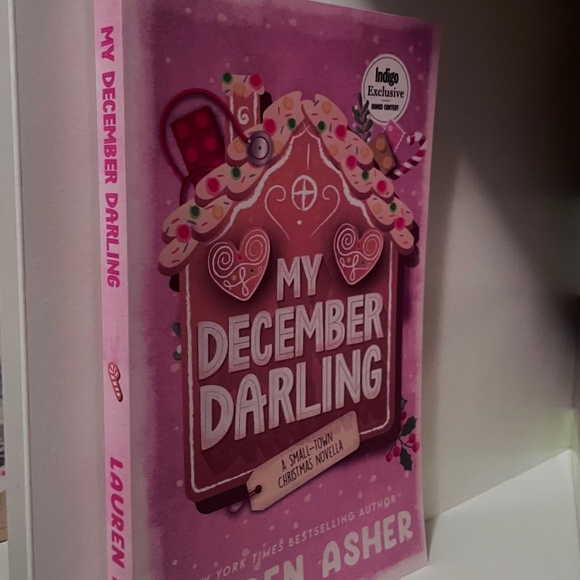 MY DECEMBER DARLING
LAUREN
Indigo
Exclusive
BONUS CONTENT
MY
DECEMBER
DARLING
A SMALL-TOWN
CHRISTMAS NOVELLA
YORK TIMES BESTSELLING AUTHOR
EN ASHER